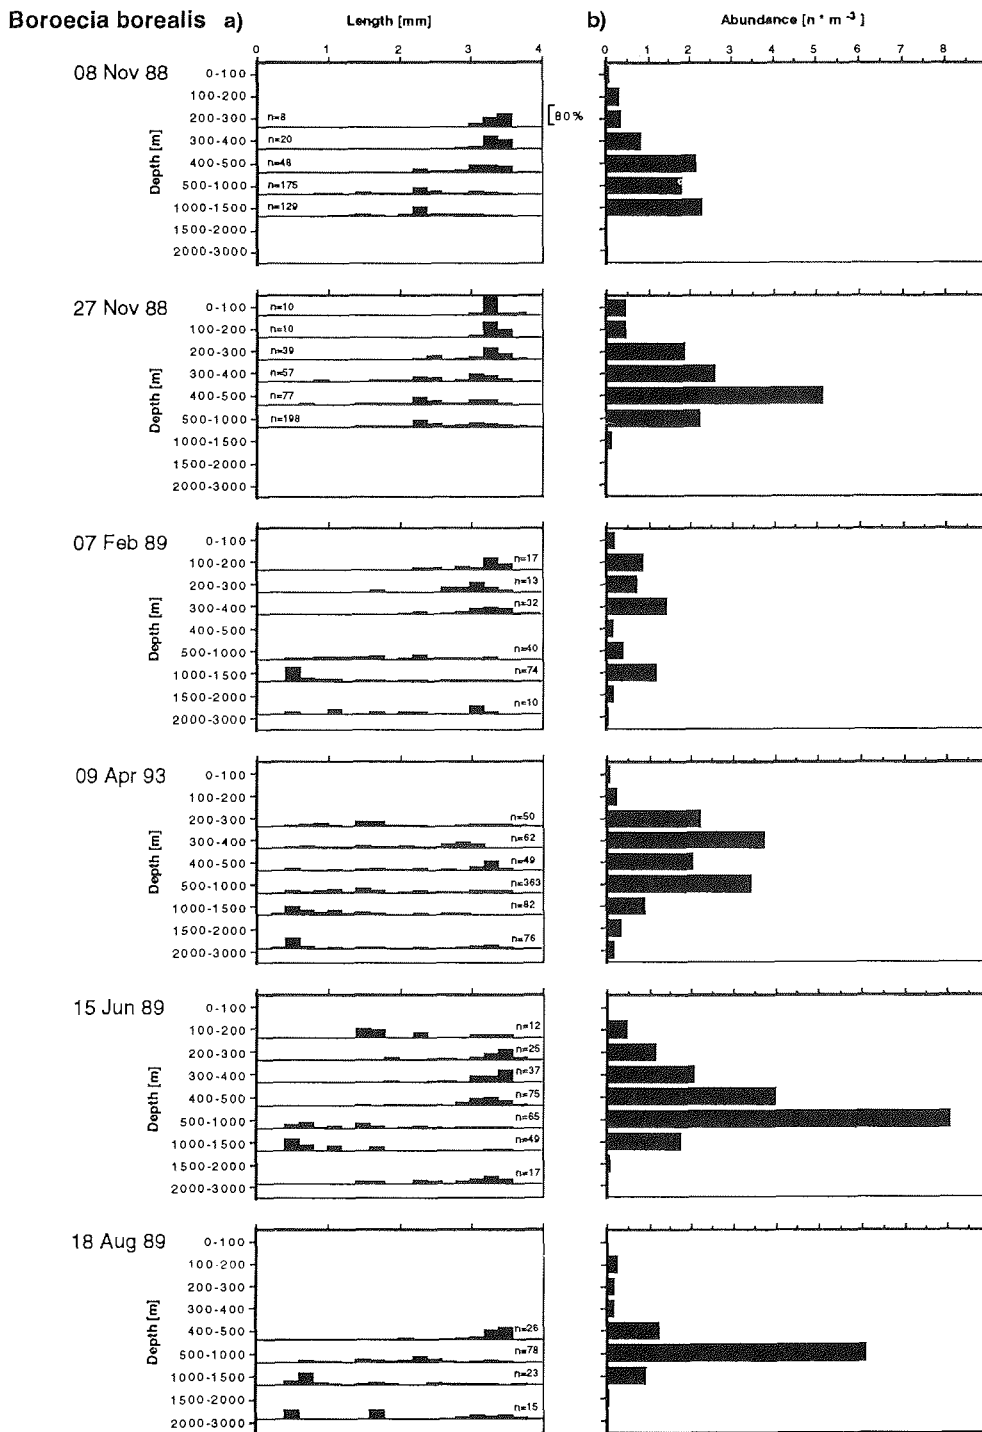 Boroecia borealis a) Length [mm] b) Abundance [n * m -3]
0 1 2 3 4 0 1 2 3 4 5 6 7 8
08 Nov 88
Depth [m]
0-100
100-200
200-300 n=8
300-400 n=20
400-500 n=48
500-1000 n=175
1000-1500 n=129
1500-2000
2000-3000
[80%
27 Nov 88
Depth [m]
0-100 n=10
100-200 n=10
200-300 n=39
300-400 n=57
400-500 n=77
500-1000 n=198
1000-1500
1500-2000
2000-3000
07 Feb 89
Depth [m]
0-100
100-200 n=17
200-300 n=13
300-400 n=32
400-500
500-1000 n=40
1000-1500 n=74
1500-2000
2000-3000 n=10
09 Apr 93
Depth [m]
0-100
100-200
200-300 n=50
300-400 n=62
400-500 n=49
500-1000 n=363
1000-1500 n=82
1500-2000
2000-3000 n=76
15 Jun 89
Depth [m]
0-100
100-200 n=12
200-300 n=25
300-400 n=37
400-500 n=75
500-1000 n=65
1000-1500 n=49
1500-2000
2000-3000 n=17
18 Aug 89
Depth [m]
0-100
100-200
200-300
300-400
400-500 n=26
500-1000 n=78
1000-1500 n=23
1500-2000
2000-3000 n=15